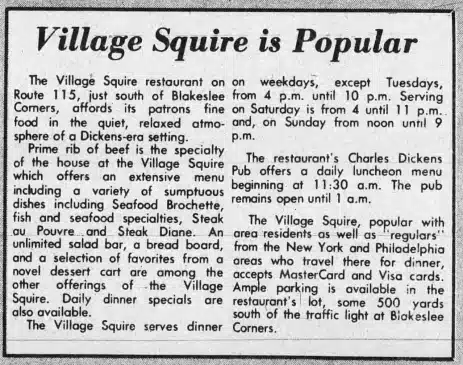 Village Squire is Popular
The Village Squire restaurant on
Route 115, just south of Blakeslee
Corners, affords its patrons fine
food in the quiet, relaxed atmo-
sphere of a Dickens-era setting.
Prime rib of beef is the specialty
of the house at the Village Squire
which offers an extensive menu
including a variety of sumptuous
dishes including Seafood Brochette,
fish and seafood specialties, Steak
au Pouvre and Steak Diane. An
unlimited salad bar, a bread board,
and a selection of favorites from a
novel dessert cart are among the
other offerings of the Village
Squire. Daily dinner specials are
also available.
The Village Squire serves dinner
on weekdays, except Tuesdays,
from 4 p.m. until 10 p.m. Serving
on Saturday is from 4 until 11 p.m.
and, on Sunday from noon until 9
p.m.
The restaurant's Charles Dickens
Pub offers a daily luncheon menu
beginning at 11:30 a.m. The pub
remains open until 1 a.m.
The Village Squire, popular with
area residents as well as "regulars"
from the New York and Philadelphia
areas who travel there for dinner,
accepts MasterCard and Visa cards.
Ample parking is available in the
restaurant's lot, some 500 yards
south of the traffic light at Blakeslee
Corners.